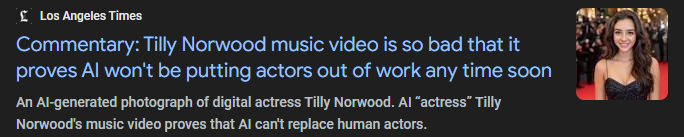 Los Angeles Times
Commentary: Tilly Norwood music video is so bad that it
proves AI won't be putting actors out of work any time soon
An AI-generated photograph of digital actress Tilly Norwood. AI “actress” Tilly
Norwood's music video proves that AI can't replace human actors.